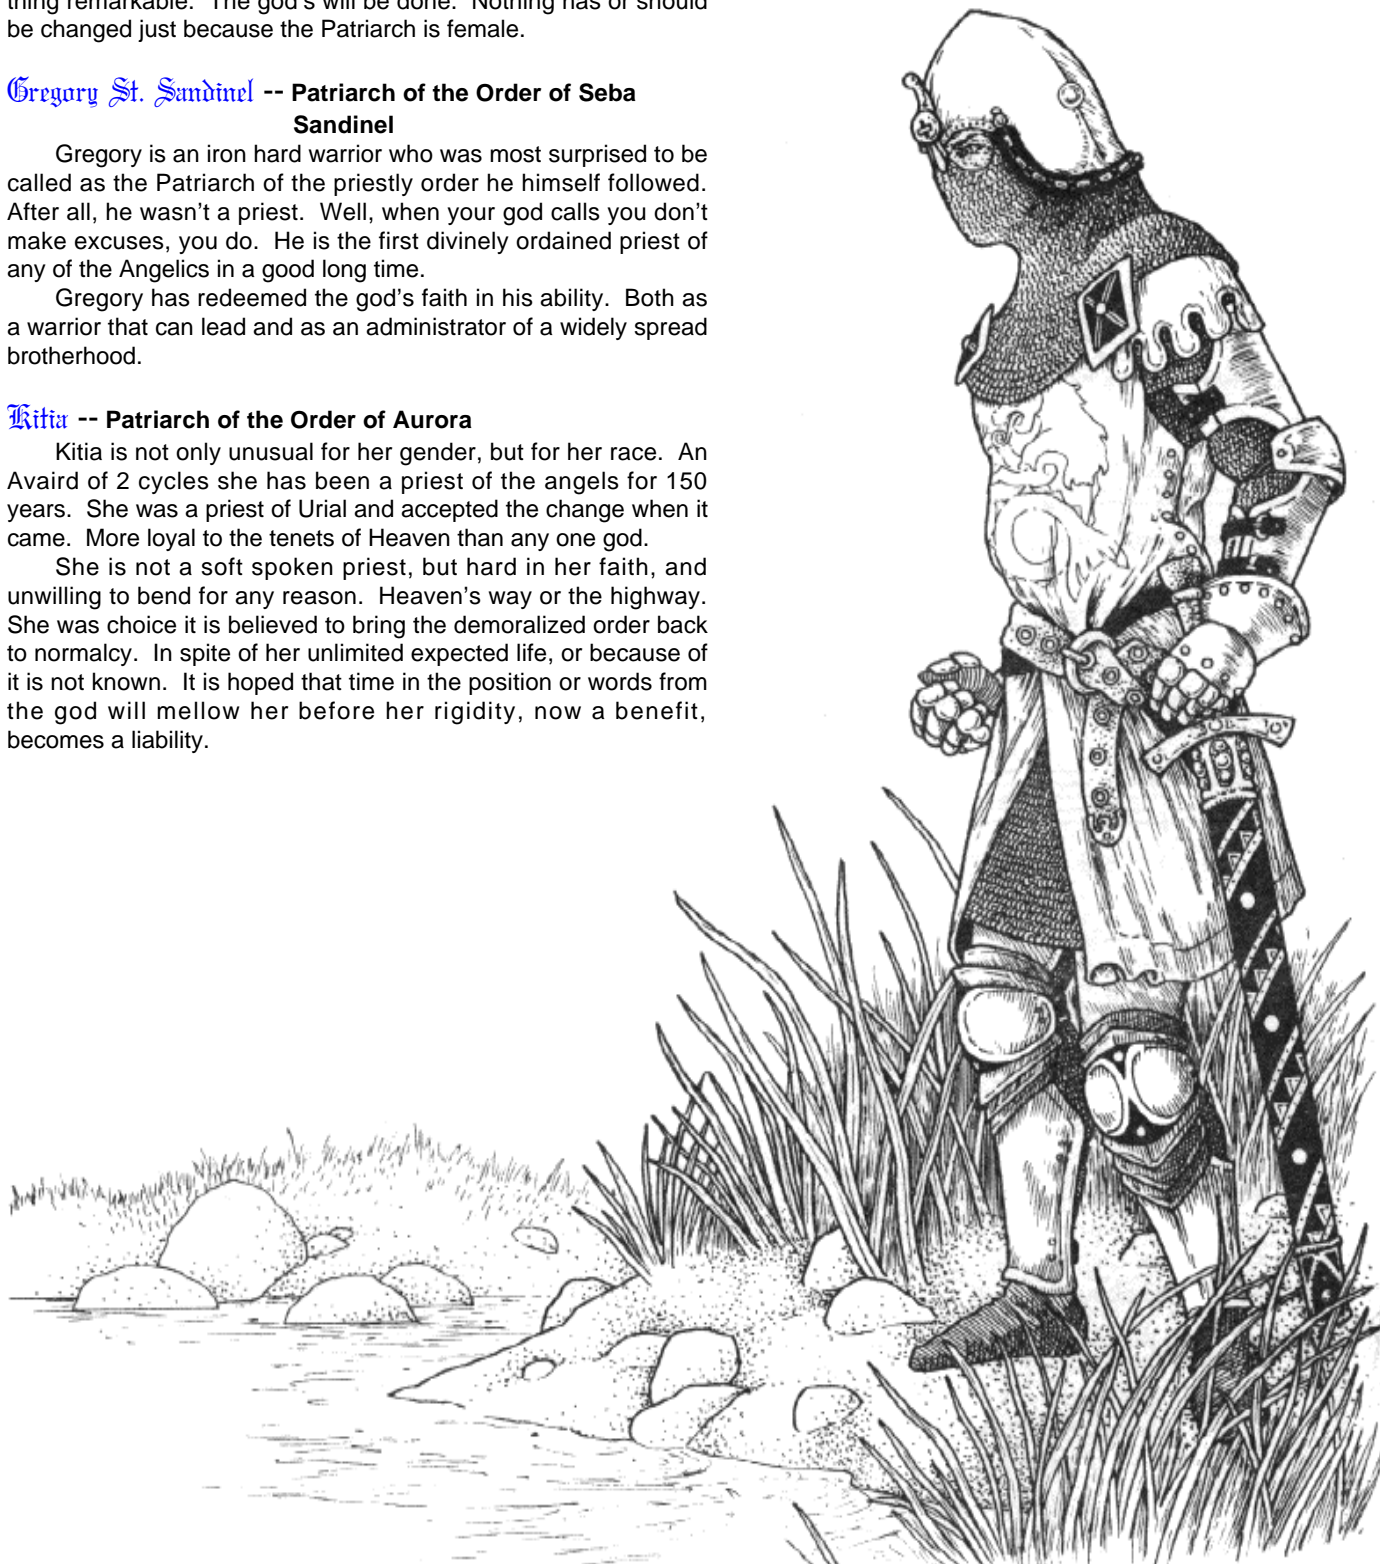 thing remarkable. The god's will be done. Nothing has or should
be changed just because the Patriarch is female.
Gregory St. Sandinel -- Patriarch of the Order of Seba
Sandinel
Gregory is an iron hard warrior who was most surprised to be
called as the Patriarch of the priestly order he himself followed.
After all, he wasn't a priest. Well, when your god calls you don't
make excuses, you do. He is the first divinely ordained priest of
any of the Angelics in a good long time.
Gregory has redeemed the god's faith in his ability. Both as
a warrior that can lead and as an administrator of a widely spread
brotherhood.
Kitia -- Patriarch of the Order of Aurora
Kitia is not only unusual for her gender, but for her race. An
Avaird of 2 cycles she has been a priest of the angels for 150
years. She was a priest of Urial and accepted the change when it
came. More loyal to the tenets of Heaven than any one god.
She is not a soft spoken priest, but hard in her faith, and
unwilling to bend for any reason. Heaven's way or the highway.
She was choice it is believed to bring the demoralized order back
to normalcy. In spite of her unlimited expected life, or because of
it is not known. It is hoped that time in the position or words from
the god will mellow her before her rigidity, now a benefit,
becomes a liability.